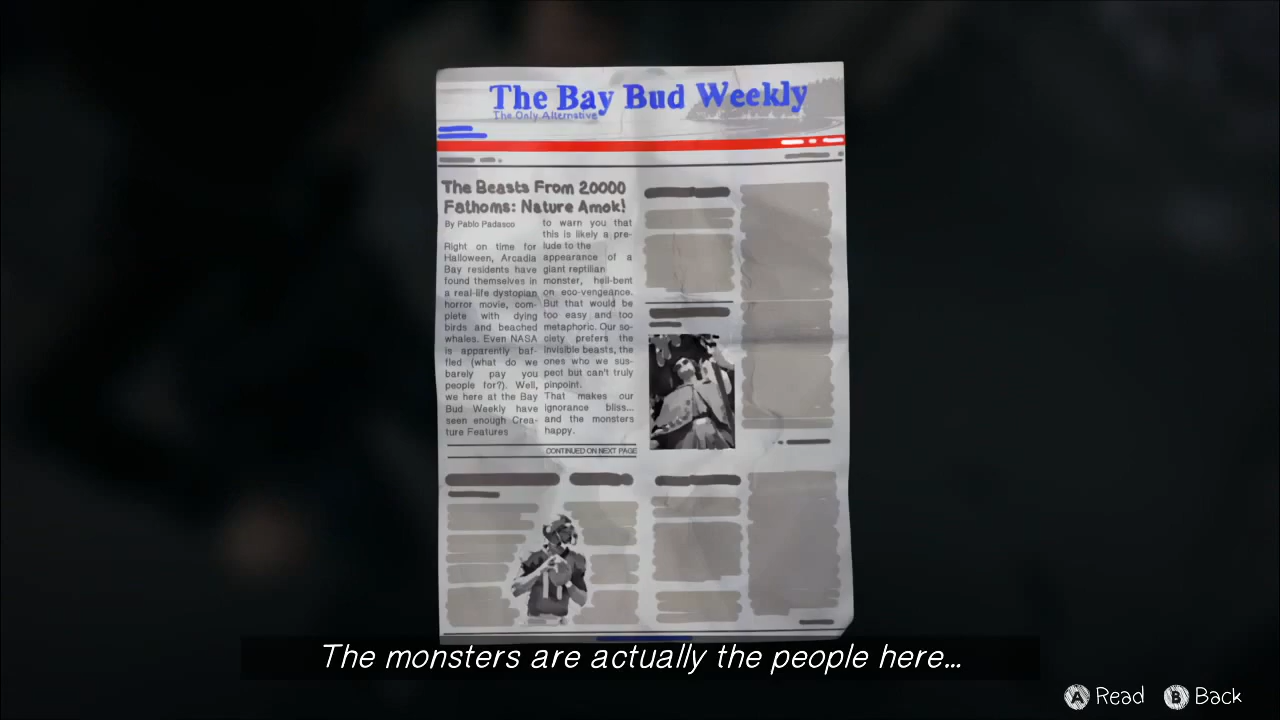 The Bay Bud Weekly
The Only Alternative
The Beasts From 20000
Fathoms: Nature Amok!
By Pablo Padasco
Right on time for
Halloween, Arcadia
Bay residents have
found themselves in
a real-life dystopian
horror movie, com-
plete with dying
birds and beached
whales. Even NASA
is apparently baf-
fled (what do we
barely pay you
people for?). Well,
we here at the Bay
Bud Weekly have
seen enough Crea-
ture Features
to warn you that
this is likely a pre-
lude to the
appearance of a
giant reptilian
monster, hell-bent
on eco-vengeance.
But that would be
too easy and too
metaphoric. Our so-
ciety prefers the
invisible beasts, the
ones who we sus-
pect but can't truly
pinpoint.
That makes our
ignorance bliss...
and the monsters
happy.
CONTINUED ON NEXT PAGE
The monsters are actually the people here...
A Read B Back